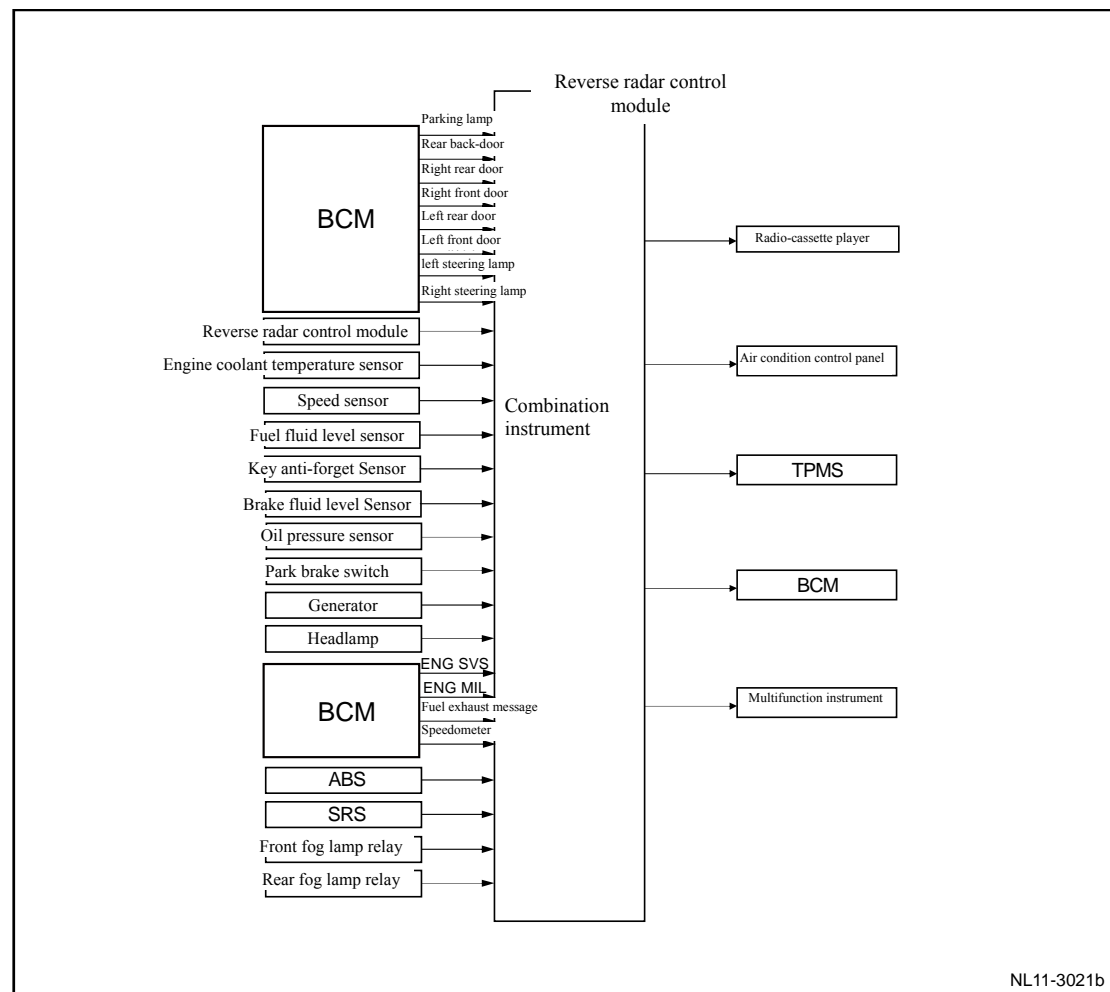 Reverse radar control
module
Parking lamp
Rear back-door
Right rear door
Right front door
Left rear door
Left front door
left steering lamp
Right steering lamp
BCM
Reverse radar control module
Engine coolant temperature sensor
Speed sensor
Fuel fluid level sensor
Key anti-forget Sensor
Brake fluid level Sensor
Oil pressure sensor
Park brake switch
Generator
Headlamp
BCM
ENG SVS
ENG MIL
Fuel exhaust message
Speedometer
ABS
SRS
Front fog lamp relay
Rear fog lamp relay
Combination
instrument
Radio-cassette player
Air condition control panel
TPMS
BCM
Multifunction instrument
NL11-3021b